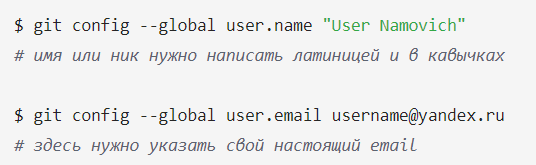 $ git config --global user.name "User Namovich"
# имя или ник нужно написать латиницей и в кавычках
$ git config --global user.email username@yandex.ru
# здесь нужно указать свой настоящий email